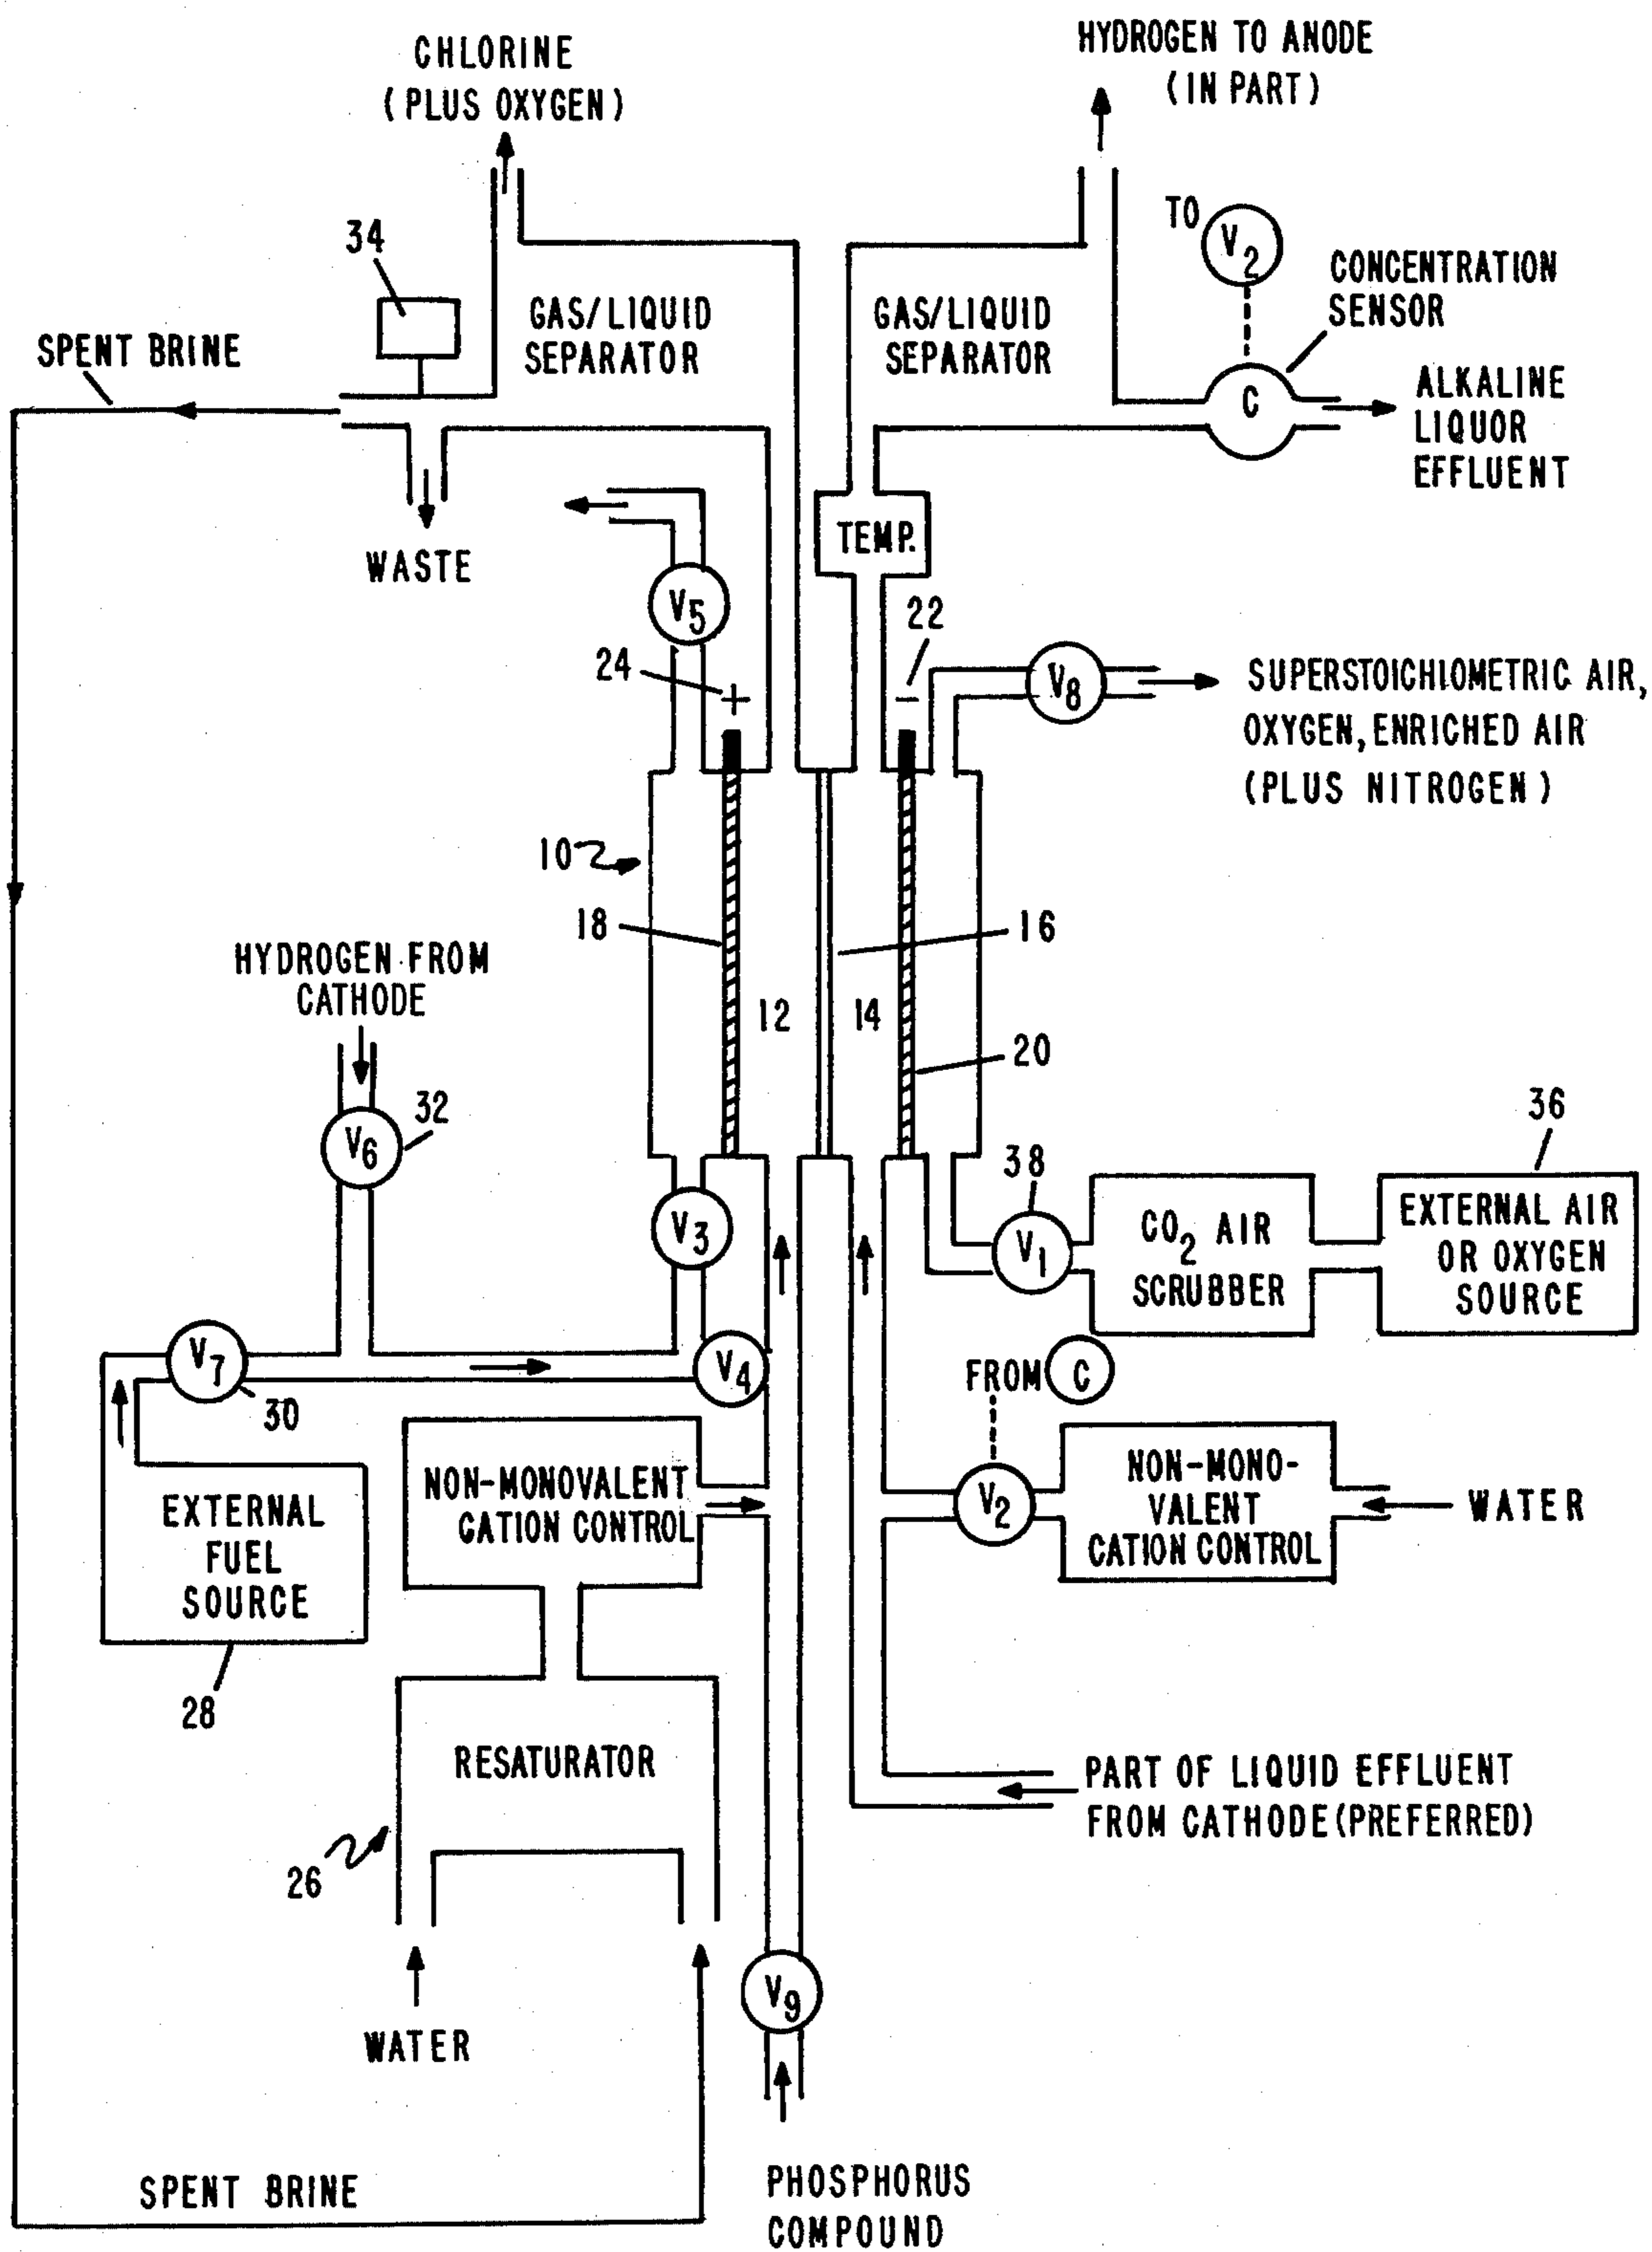 CHLORINE
(PLUS OXYGEN)
HYDROGEN TO ANODE
(IN PART)
34
TO V2
CONCENTRATION
SENSOR
GAS/LIQUID
SEPARATOR
GAS/LIQUID
SEPARATOR
SPENT BRINE
C
ALKALINE
LIQUOR
EFFLUENT
WASTE
TEMP.
V5
22
24
+
−
V8
SUPERSTOICHIOMETRIC AIR,
OXYGEN, ENRICHED AIR
(PLUS NITROGEN)
10
18
16
HYDROGEN FROM
CATHODE
12
14
20
V6
32
36
38
V3
V1
CO2 AIR
SCRUBBER
EXTERNAL AIR
OR OXYGEN
SOURCE
V7
30
V4
FROM C
NON-MONOVALENT
CATION CONTROL
V2
NON-MONO-
VALENT
CATION CONTROL
WATER
EXTERNAL
FUEL
SOURCE
28
RESATURATOR
PART OF LIQUID EFFLUENT
FROM CATHODE (PREFERRED)
26
WATER
V9
SPENT BRINE
PHOSPHORUS
COMPOUND